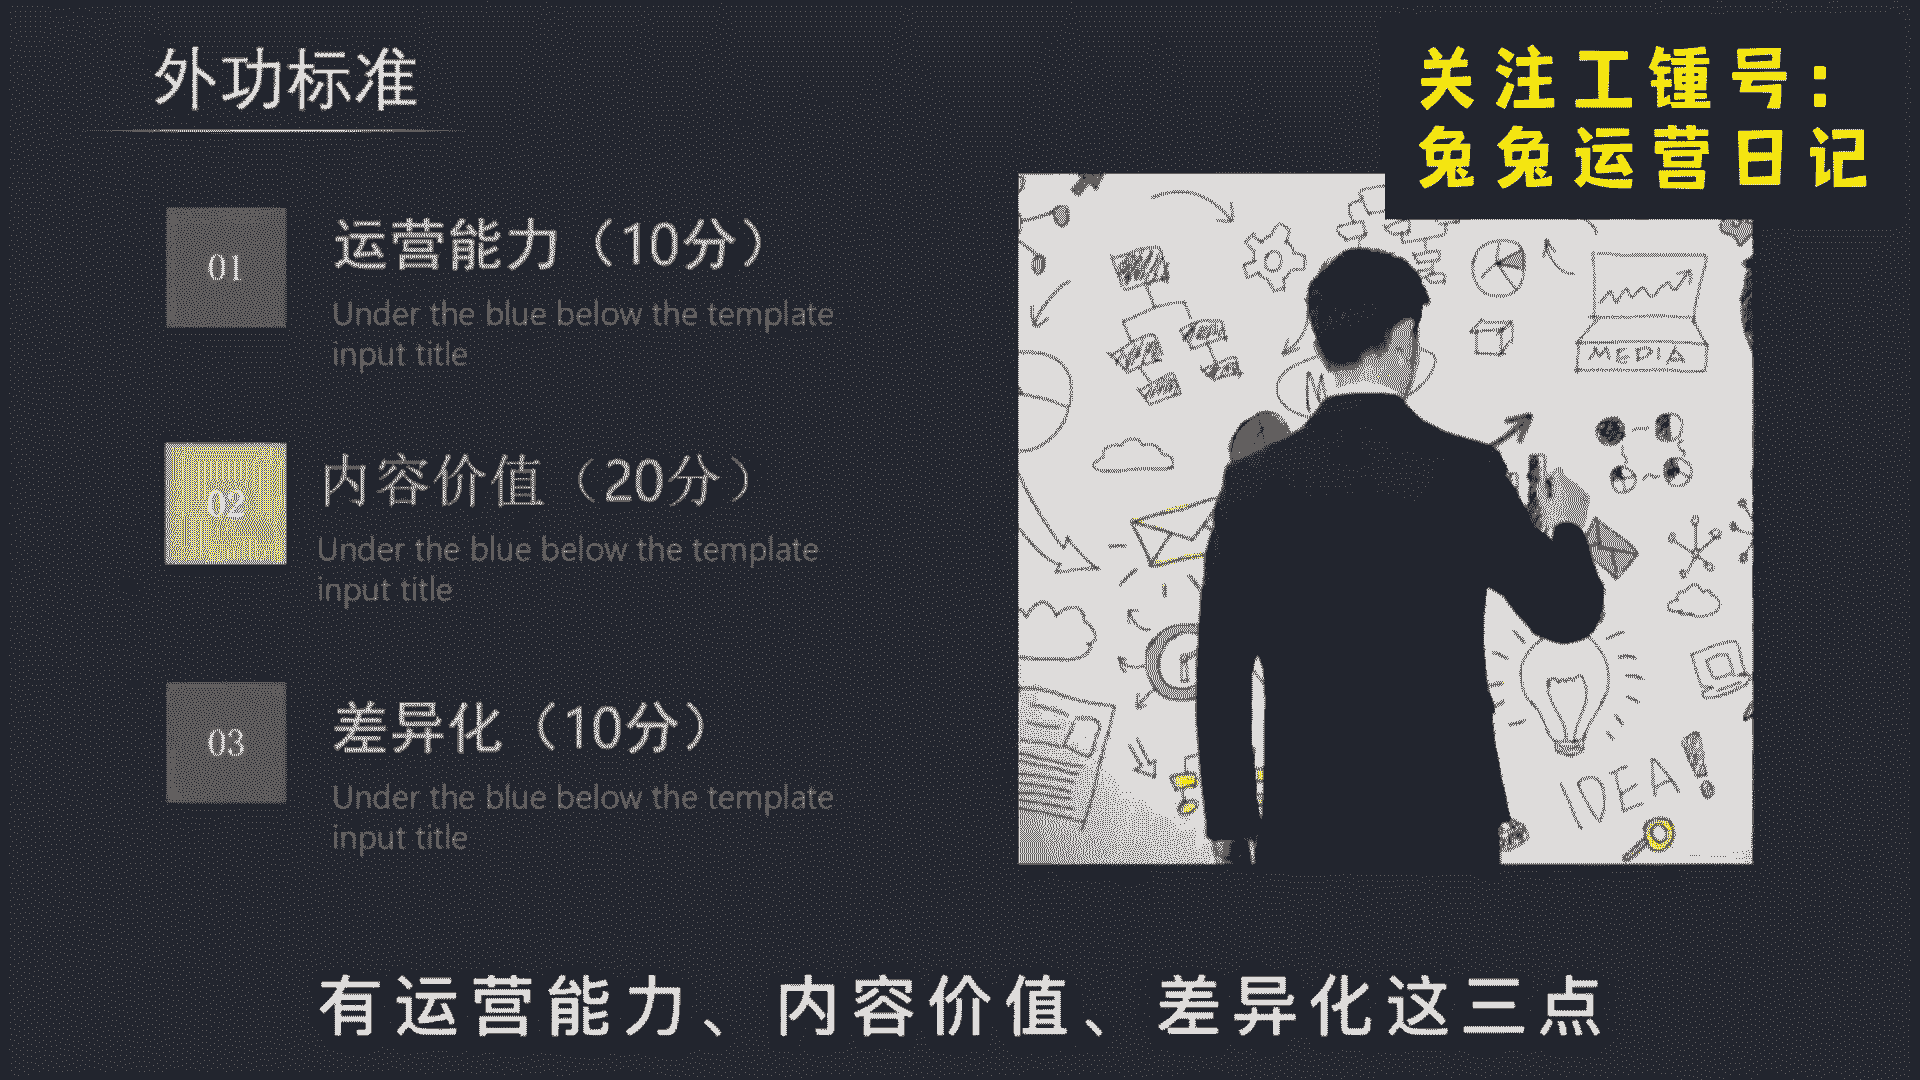 外功标准
关注工锺号：
兔兔运营日记
01
运营能力（10分）
Under the blue below the template
input title
02
内容价值（20分）
Under the blue below the template
input title
03
差异化（10分）
Under the blue below the template
input title
MEDIA
IDEA!
有运营能力、内容价值、差异化这三点